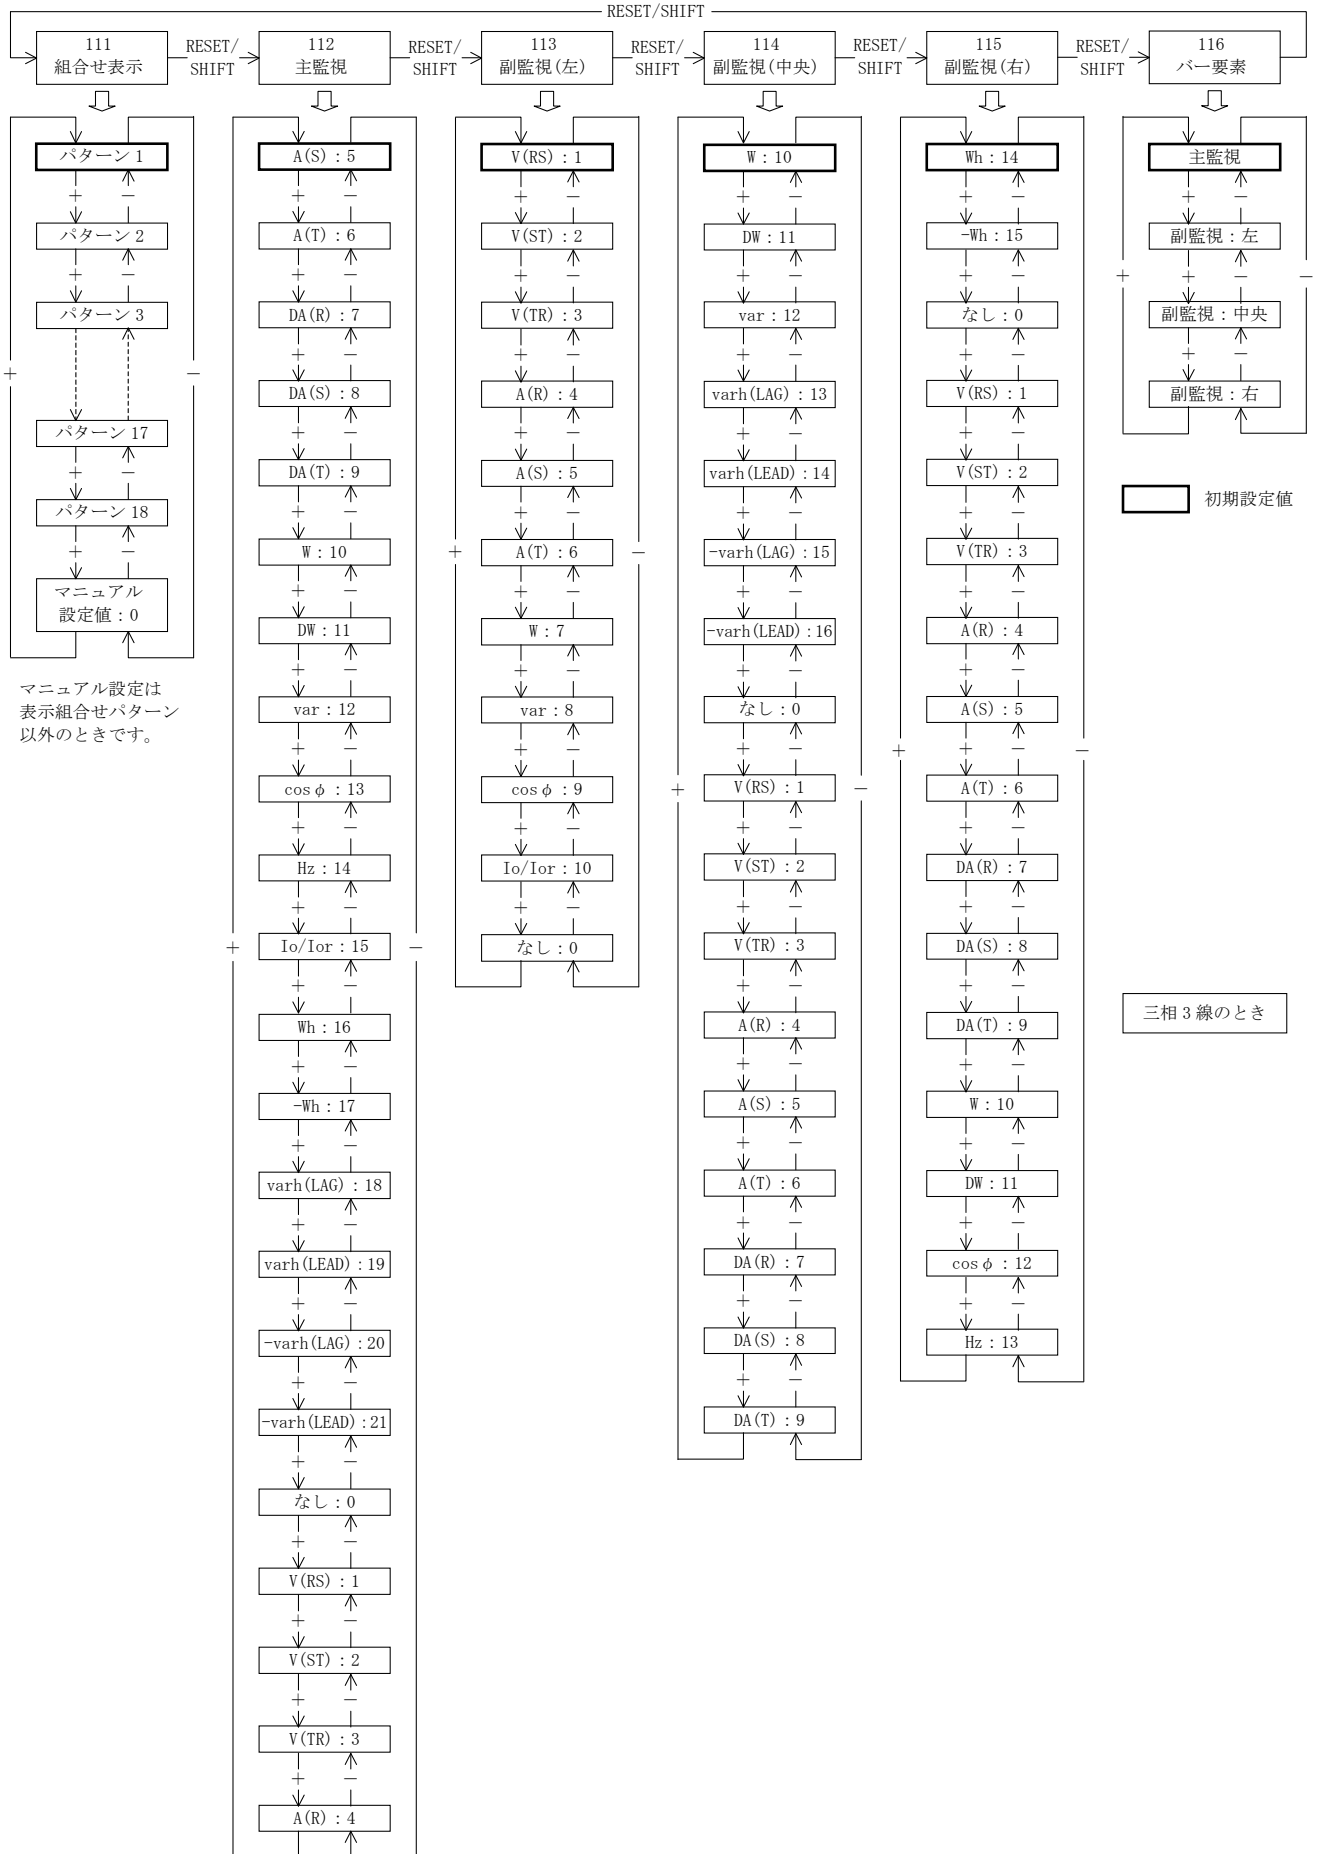 RESET/SHIFT
111
組合せ表示
RESET/
SHIFT
112
主監視
RESET/
SHIFT
113
副監視(左)
RESET/
SHIFT
114
副監視(中央)
RESET/
SHIFT
115
副監視(右)
RESET/
SHIFT
116
バー要素
パターン 1
+ −
パターン 2
+ −
パターン 3
+ −
パターン 17
+ −
パターン 18
+ −
マニュアル
設定値：0
マニュアル設定は
表示組合せパターン
以外のときです。
A(S)：5
+ −
A(T)：6
+ −
DA(R)：7
+ −
DA(S)：8
+ −
DA(T)：9
+ −
W：10
+ −
DW：11
+ −
var：12
+ −
cosφ：13
+ −
Hz：14
+ −
+ Io/Ior：15 −
+ −
Wh：16
+ −
-Wh：17
+ −
varh(LAG)：18
+ −
varh(LEAD)：19
+ −
-varh(LAG)：20
+ −
-varh(LEAD)：21
+ −
なし：0
+ −
V(RS)：1
+ −
V(ST)：2
+ −
V(TR)：3
+ −
A(R)：4
V(RS)：1
+ −
V(ST)：2
+ −
V(TR)：3
+ −
A(R)：4
+ −
A(S)：5
+ −
+ A(T)：6 −
+ −
W：7
+ −
var：8
+ −
cosφ：9
+ −
Io/Ior：10
+ −
なし：0
W：10
+ −
DW：11
+ −
var：12
+ −
varh(LAG)：13
+ −
varh(LEAD)：14
+ −
-varh(LAG)：15
+ −
-varh(LEAD)：16
+ −
なし：0
+ −
+ V(RS)：1 −
+ −
V(ST)：2
+ −
V(TR)：3
+ −
A(R)：4
+ −
A(S)：5
+ −
A(T)：6
+ −
DA(R)：7
+ −
DA(S)：8
+ −
DA(T)：9
Wh：14
+ −
-Wh：15
+ −
なし：0
+ −
V(RS)：1
+ −
V(ST)：2
+ −
V(TR)：3
+ −
A(R)：4
+ −
A(S)：5
+ + − −
A(T)：6
+ −
DA(R)：7
+ −
DA(S)：8
+ −
DA(T)：9
+ −
W：10
+ −
DW：11
+ −
cosφ：12
+ −
Hz：13
主監視
+ −
副監視：左
+ + − −
副監視：中央
+ −
副監視：右
初期設定値
三相 3 線のとき